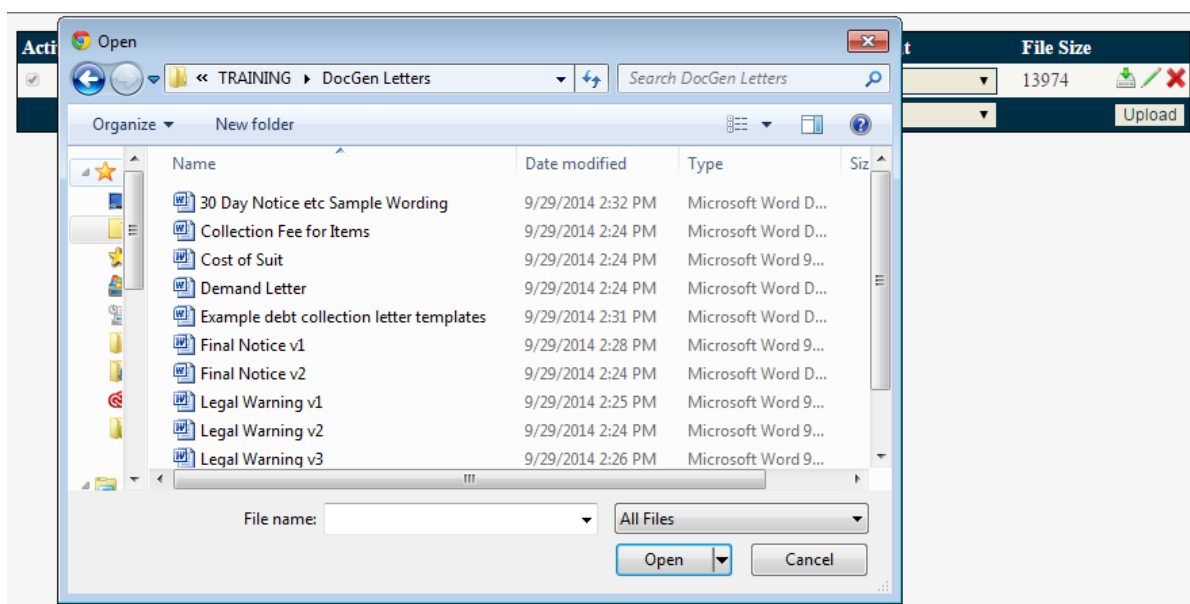 Open
Acti t File Size
« TRAINING DocGen Letters Search DocGen Letters
13974
Organize New folder Upload
Name Date modified Type Siz
30 Day Notice etc Sample Wording 9/29/2014 2:32 PM Microsoft Word D...
Collection Fee for Items 9/29/2014 2:24 PM Microsoft Word D...
Cost of Suit 9/29/2014 2:24 PM Microsoft Word 9...
Demand Letter 9/29/2014 2:24 PM Microsoft Word D...
Example debt collection letter templates 9/29/2014 2:31 PM Microsoft Word D...
Final Notice v1 9/29/2014 2:28 PM Microsoft Word 9...
Final Notice v2 9/29/2014 2:24 PM Microsoft Word D...
Legal Warning v1 9/29/2014 2:25 PM Microsoft Word 9...
Legal Warning v2 9/29/2014 2:24 PM Microsoft Word 9...
Legal Warning v3 9/29/2014 2:26 PM Microsoft Word 9...
File name: All Files
Open Cancel